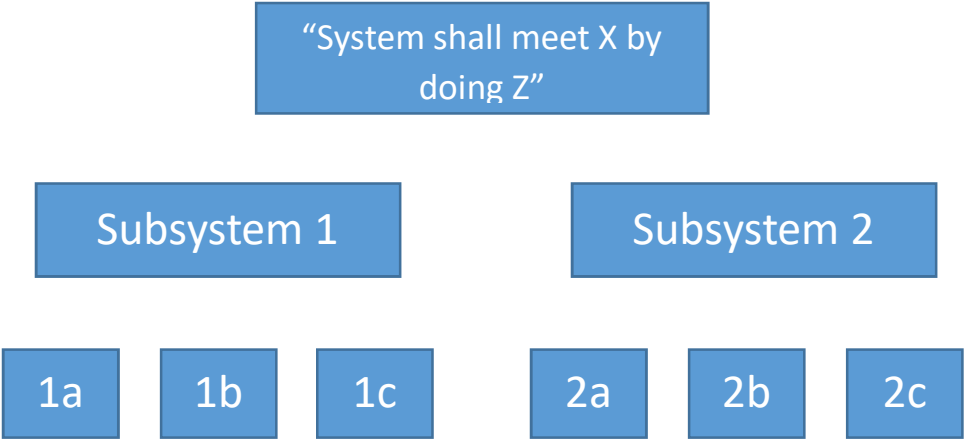 “System shall meet X by
doing Z”
Subsystem 1
Subsystem 2
1a
1b
1c
2a
2b
2c